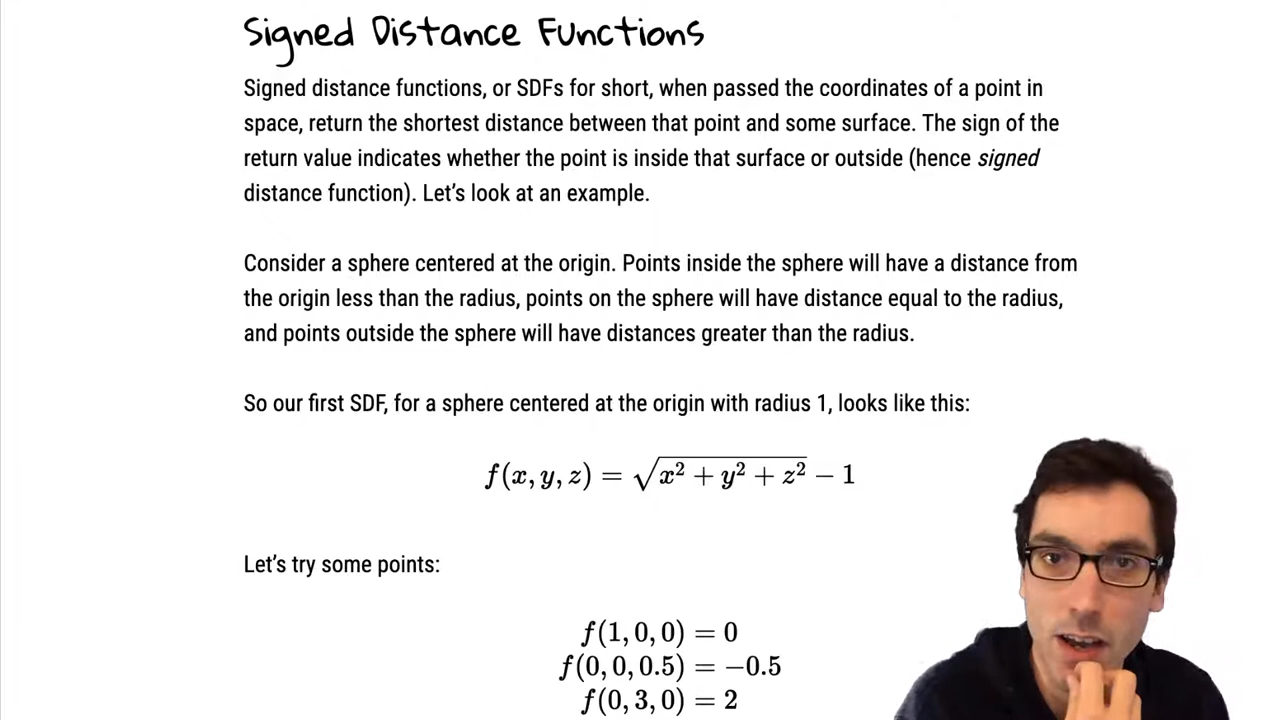 Signed Distance Functions
Signed distance functions, or SDFs for short, when passed the coordinates of a point in
space, return the shortest distance between that point and some surface. The sign of the
return value indicates whether the point is inside that surface or outside (hence signed
distance function). Let's look at an example.
Consider a sphere centered at the origin. Points inside the sphere will have a distance from
the origin less than the radius, points on the sphere will have distance equal to the radius,
and points outside the sphere will have distances greater than the radius.
So our first SDF, for a sphere centered at the origin with radius 1, looks like this:
f(x, y, z) = √(x² + y² + z²) − 1
Let's try some points:
f(1, 0, 0) = 0
f(0, 0, 0.5) = −0.5
f(0, 3, 0) = 2